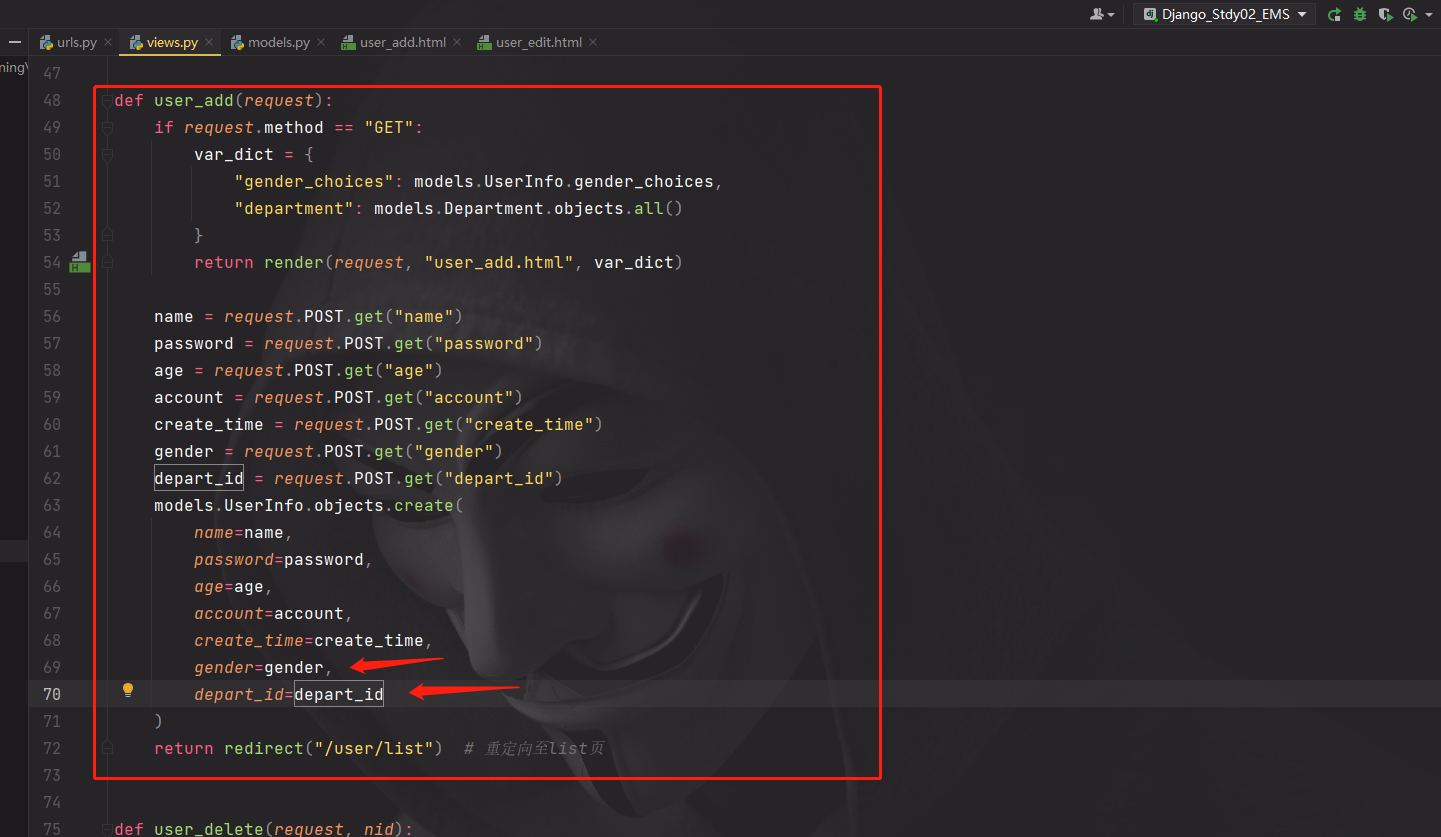 Django_Stdy02_EMS
urls.py views.py models.py user_add.html user_edit.html
47
48 def user_add(request):
49 if request.method == "GET":
50 var_dict = {
51 "gender_choices": models.UserInfo.gender_choices,
52 "department": models.Department.objects.all()
53 }
54 return render(request, "user_add.html", var_dict)
55
56 name = request.POST.get("name")
57 password = request.POST.get("password")
58 age = request.POST.get("age")
59 account = request.POST.get("account")
60 create_time = request.POST.get("create_time")
61 gender = request.POST.get("gender")
62 depart_id = request.POST.get("depart_id")
63 models.UserInfo.objects.create(
64 name=name,
65 password=password,
66 age=age,
67 account=account,
68 create_time=create_time,
69 gender=gender,
70 depart_id=depart_id
71 )
72 return redirect("/user/list") # 重定向至list页
73
74
75 def user_delete(request, nid):